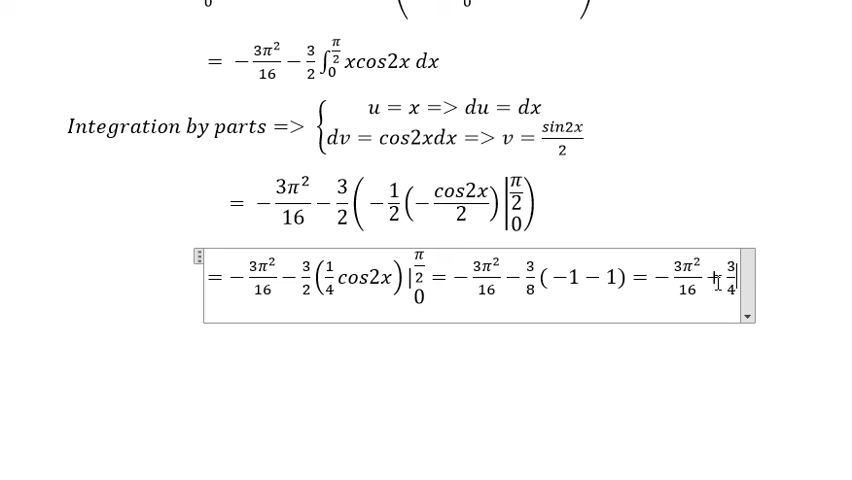 0 ( 0 )
= −3π²/16 − 3/2 ∫₀^(π/2) xcos2x dx
Integration by parts => { u = x => du = dx
dv = cos2xdx => v = sin2x/2
= −3π²/16 − 3/2 (−1/2 (−cos2x/2) |₀^(π/2))
= −3π²/16 − 3/2 (1/4 cos2x) |₀^(π/2) = −3π²/16 − 3/8 (−1 − 1) = −3π²/16 + 3/4